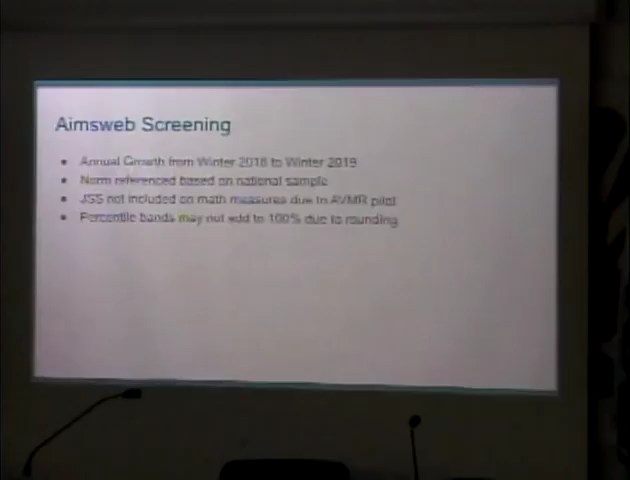 Aimsweb Screening
Annual Growth from Winter 2018 to Winter 2019
Norm referenced based on national sample
JSS not included on math measures due to AVMR pilot
Percentile bands may not add to 100% due to rounding